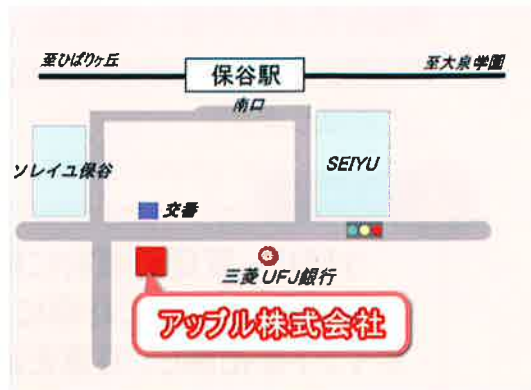 至ひばりヶ丘
保谷駅
至大泉学園
南口
ソレイユ保谷
SEIYU
交番
三菱UFJ銀行
アップル株式会社